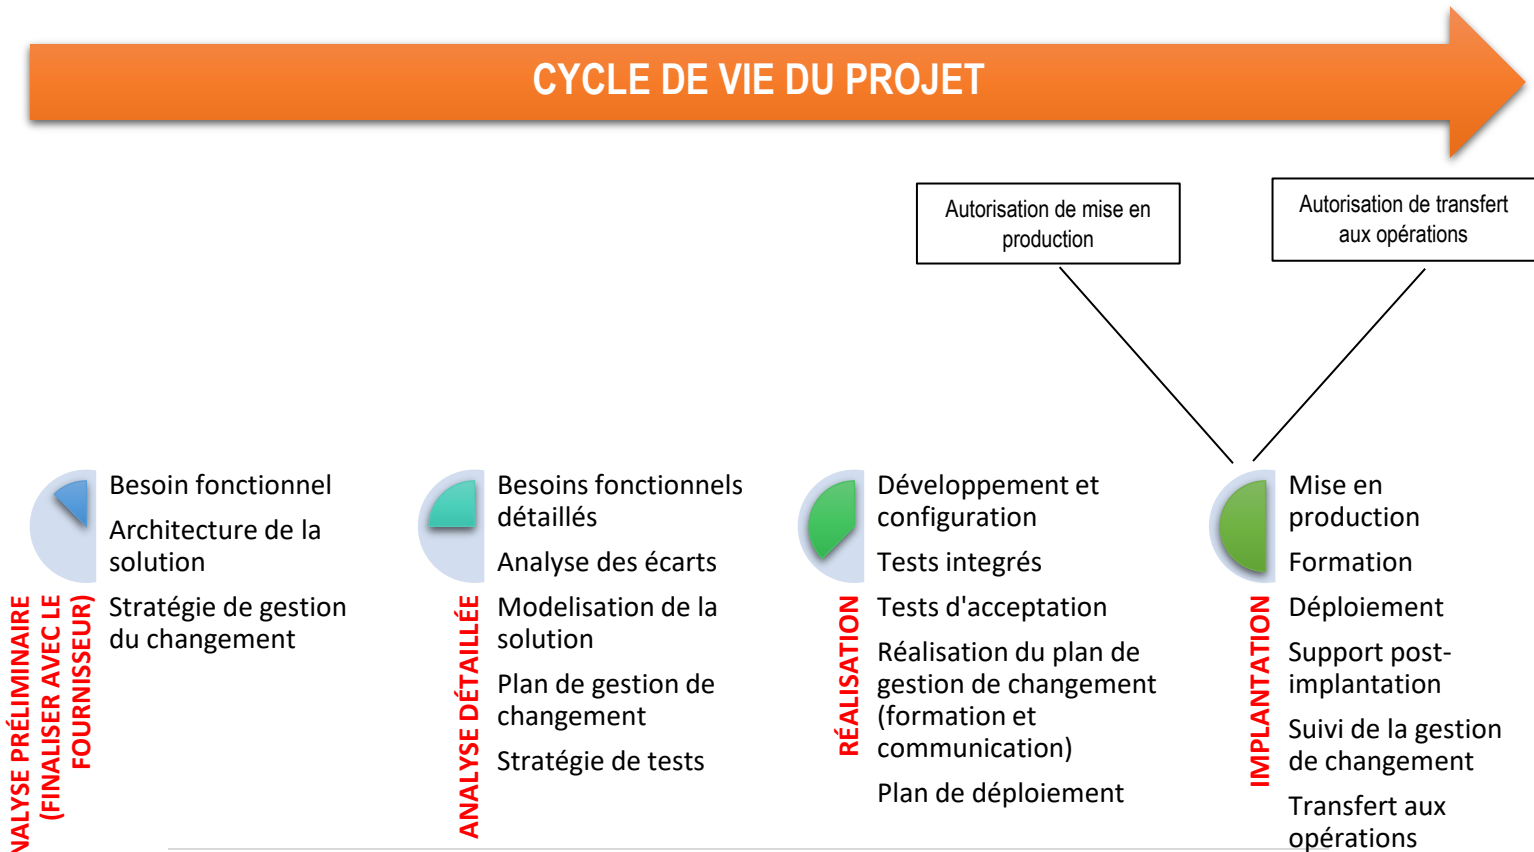 CYCLE DE VIE DU PROJET
Autorisation de mise en
production
Autorisation de transfert
aux opérations
NALYSE PRÉLIMINAIRE
(FINALISER AVEC LE
FOURNISSEUR)
Besoin fonctionnel
Architecture de la
solution
Stratégie de gestion
du changement
ANALYSE DÉTAILLÉE
Besoins fonctionnels
détaillés
Analyse des écarts
Modelisation de la
solution
Plan de gestion de
changement
Stratégie de tests
RÉALISATION
Développement et
configuration
Tests integrés
Tests d'acceptation
Réalisation du plan de
gestion de changement
(formation et
communication)
Plan de déploiement
IMPLANTATION
Mise en
production
Formation
Déploiement
Support post-
implantation
Suivi de la gestion
de changement
Transfert aux
opérations